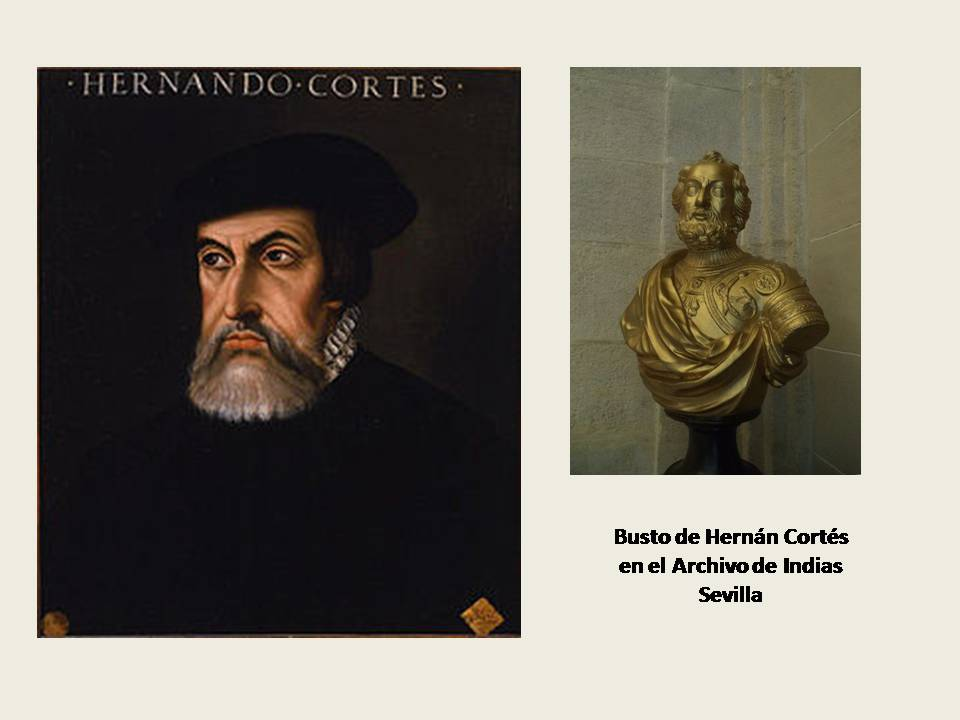 ·HERNANDO·CORTES·
Busto de Hernán Cortés
en el Archivo de Indias
Sevilla